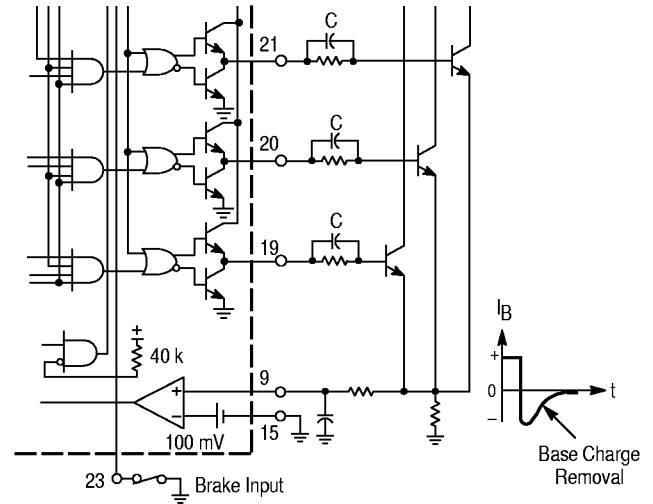 C
21
C
20
C
19
I_B
+
0
−
t
+
40 k
9
+
−
100 mV
15
Base Charge
Removal
23
Brake Input